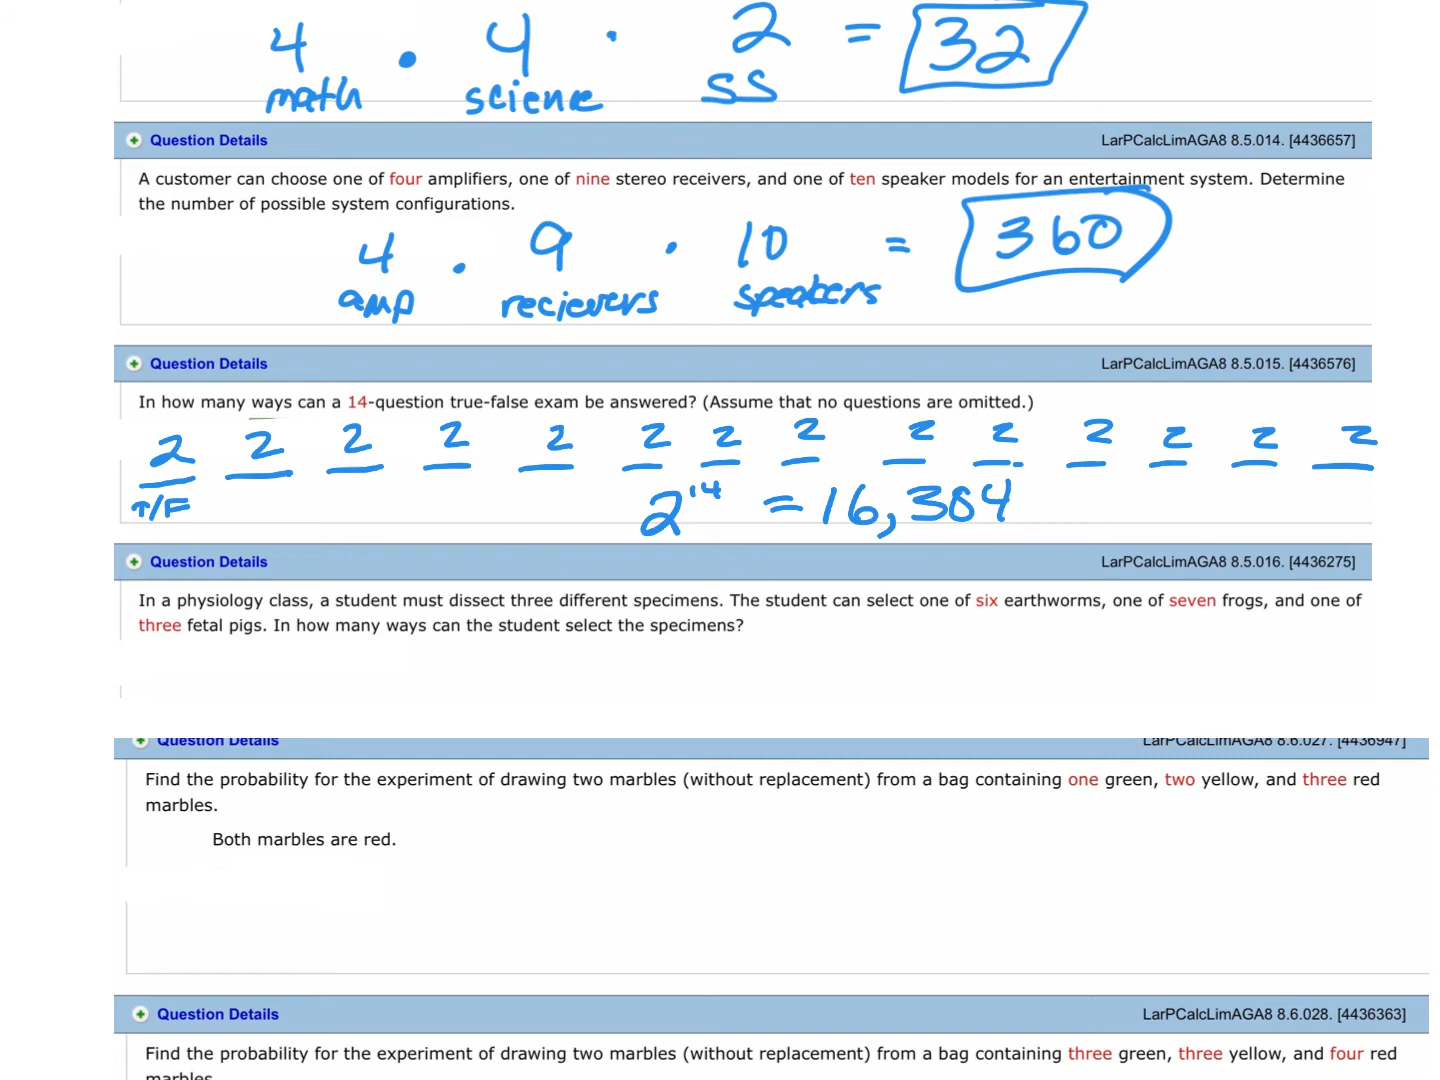 4 · 4 · 2 = 32
math science SS
Question Details LarPCalcLimAGA8 8.5.014. [4436657]
A customer can choose one of four amplifiers, one of nine stereo receivers, and one of ten speaker models for an entertainment system. Determine
the number of possible system configurations.
4 · 9 · 10 = 360
amp recievers speakers
Question Details LarPCalcLimAGA8 8.5.015. [4436576]
In how many ways can a 14-question true-false exam be answered? (Assume that no questions are omitted.)
2 2 2 2 2 2 2 2 2 2 2 2 2 2
T/F
2^14 = 16,384
Question Details LarPCalcLimAGA8 8.5.016. [4436275]
In a physiology class, a student must dissect three different specimens. The student can select one of six earthworms, one of seven frogs, and one of
three fetal pigs. In how many ways can the student select the specimens?
Question Details LarPCalcLimAGA8 8.6.027. [4436947]
Find the probability for the experiment of drawing two marbles (without replacement) from a bag containing one green, two yellow, and three red
marbles.
Both marbles are red.
Question Details LarPCalcLimAGA8 8.6.028. [4436363]
Find the probability for the experiment of drawing two marbles (without replacement) from a bag containing three green, three yellow, and four red
marbles